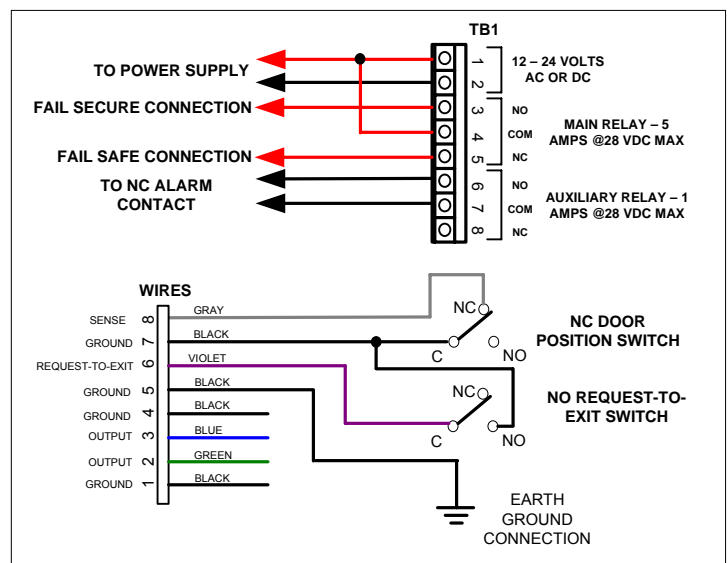 TB1
TO POWER SUPPLY
1
2
12 – 24 VOLTS
AC OR DC
FAIL SECURE CONNECTION
3
NO
4
COM
MAIN RELAY – 5
AMPS @28 VDC MAX
FAIL SAFE CONNECTION
5
NC
TO NC ALARM
CONTACT
6
NO
7
COM
AUXILIARY RELAY – 1
AMPS @28 VDC MAX
8
NC
WIRES
SENSE
8
GRAY
GROUND
7
BLACK
REQUEST-TO-EXIT
6
VIOLET
GROUND
5
BLACK
GROUND
4
BLACK
OUTPUT
3
BLUE
OUTPUT
2
GREEN
GROUND
1
BLACK
NC
C
NO
NC DOOR
POSITION SWITCH
NC
C
NO
NO REQUEST-TO-
EXIT SWITCH
EARTH
GROUND
CONNECTION